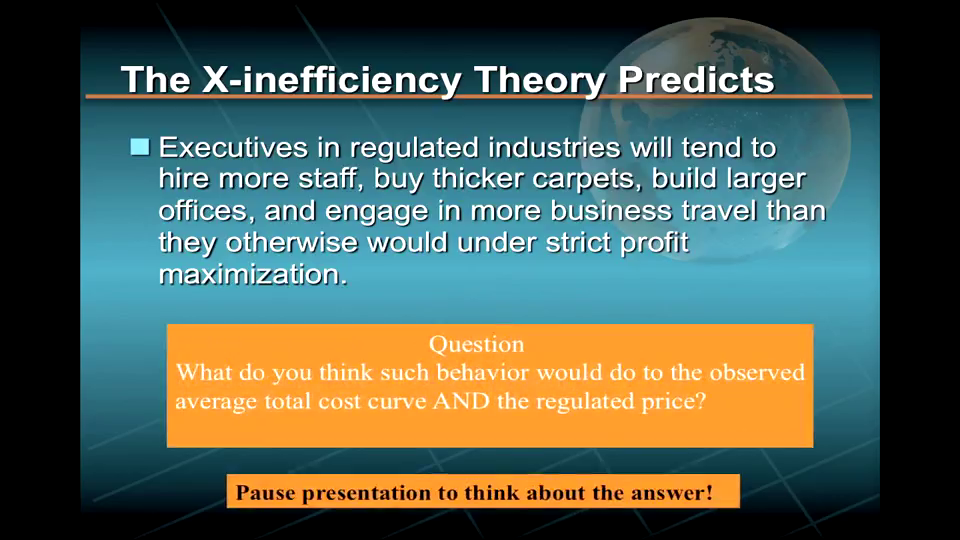 The X-inefficiency Theory Predicts
Executives in regulated industries will tend to
hire more staff, buy thicker carpets, build larger
offices, and engage in more business travel than
they otherwise would under strict profit
maximization.
Question
What do you think such behavior would do to the observed
average total cost curve AND the regulated price?
Pause presentation to think about the answer!